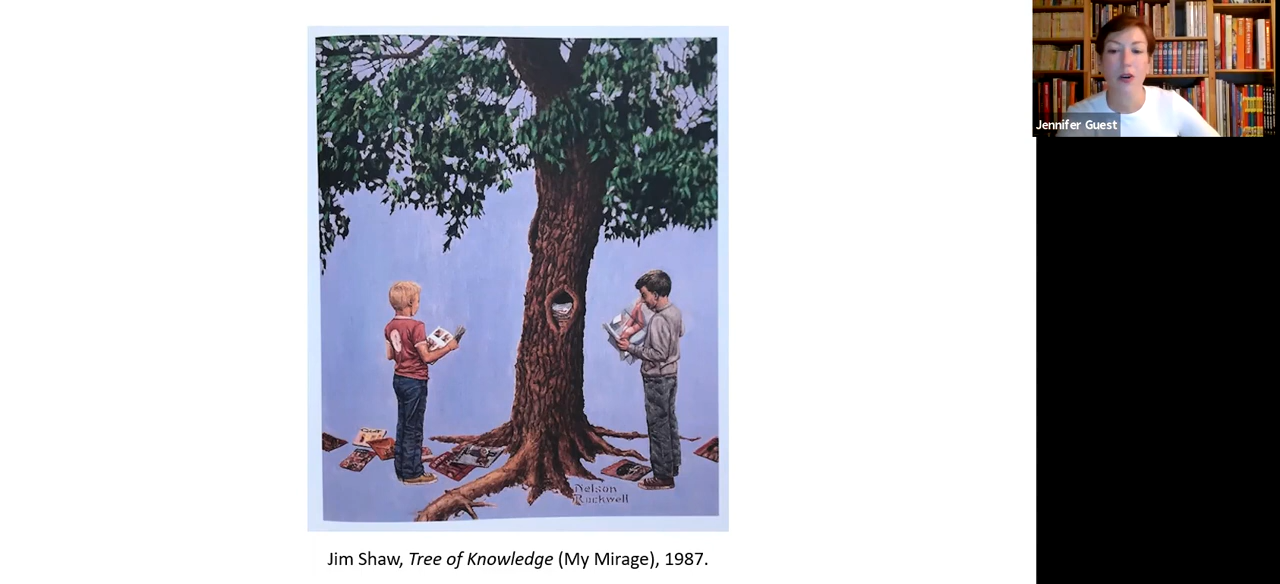 Jennifer Guest
Nelson
Rockwell
Jim Shaw, Tree of Knowledge (My Mirage), 1987.